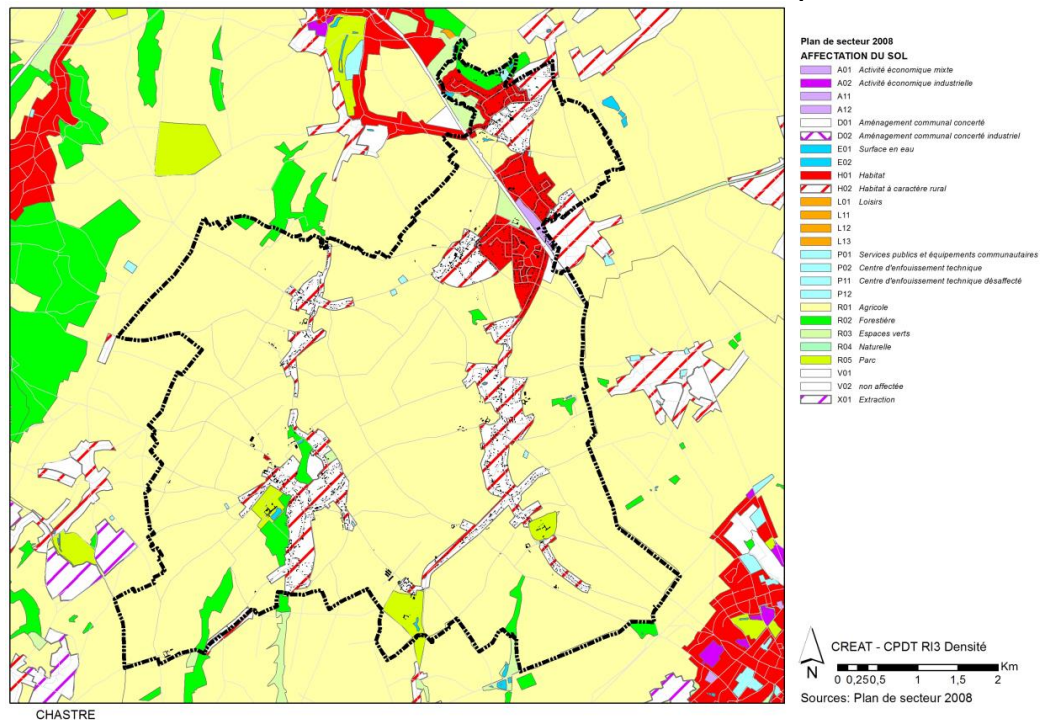 Plan de secteur 2008
AFFECTATION DU SOL
A01 Activité économique mixte
A02 Activité économique industrielle
A11
A12
D01 Aménagement communal concerté
D02 Aménagement communal concerté industriel
E01 Surface en eau
E02
H01 Habitat
H02 Habitat à caractère rural
L01 Loisirs
L11
L12
L13
P01 Services publics et équipements communautaires
P02 Centre d'enfouissement technique
P11 Centre d'enfouissement technique désaffecté
P12
R01 Agricole
R02 Forestière
R03 Espaces verts
R04 Naturelle
R05 Parc
V01
V02 non affectée
X01 Extraction
CREAT - CPDT RI3 Densité
N
0 0,250,5 1 1,5 2 Km
Sources: Plan de secteur 2008
CHASTRE